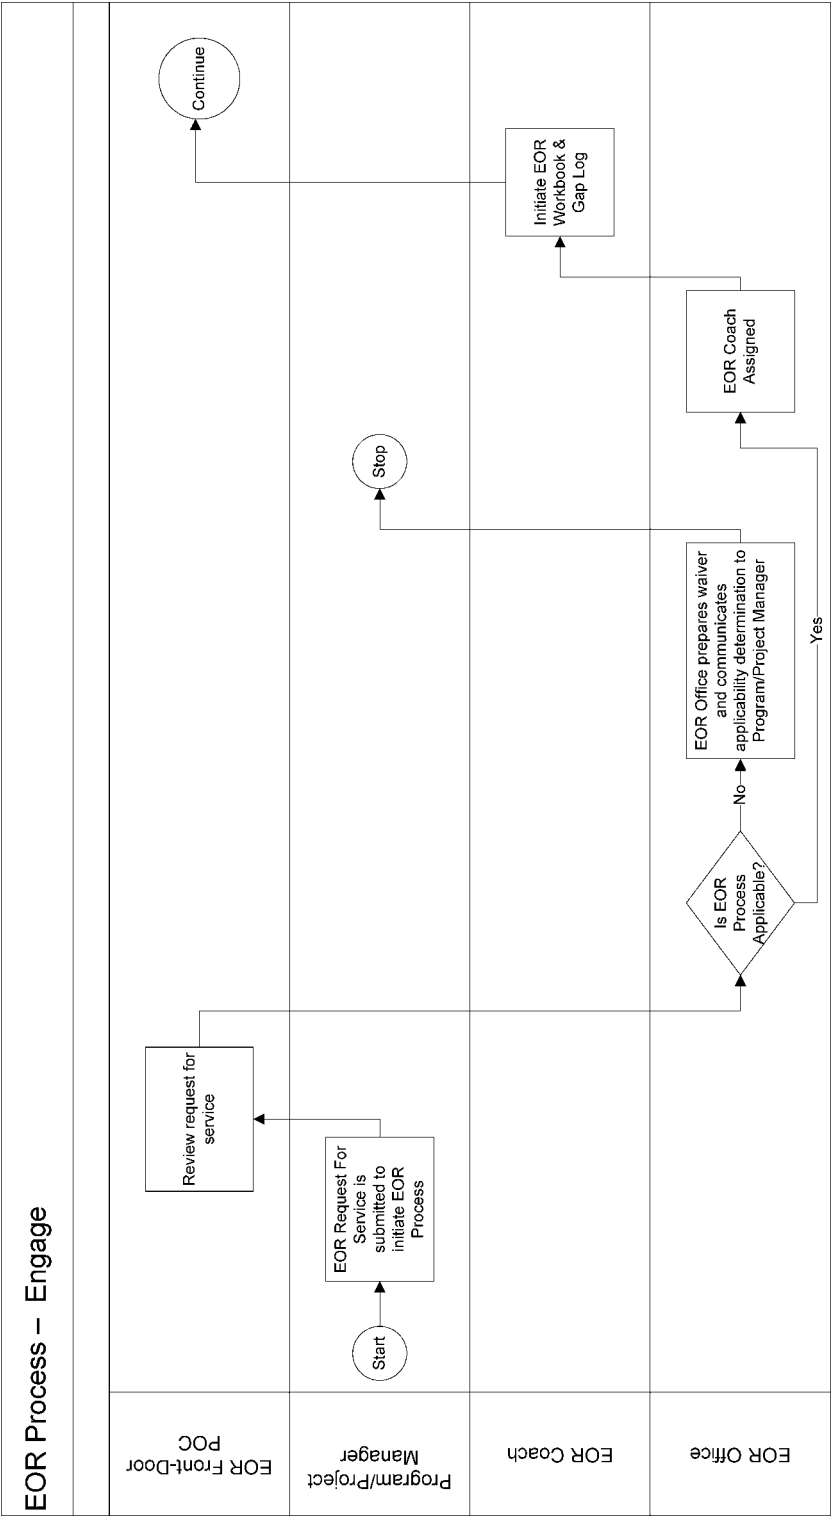 EOR Process – Engage
EOR Front-Door
POC
Program/Project
Manager
EOR Coach
EOR Office
Start
EOR Request For
Service is
submitted to
initiate EOR
Process
Review request for
service
Is EOR
Process
Applicable?
No
Yes
EOR Office prepares waiver
and communicates
applicability determination to
Program/Project Manager
Stop
EOR Coach
Assigned
Initiate EOR
Workbook &
Gap Log
Continue